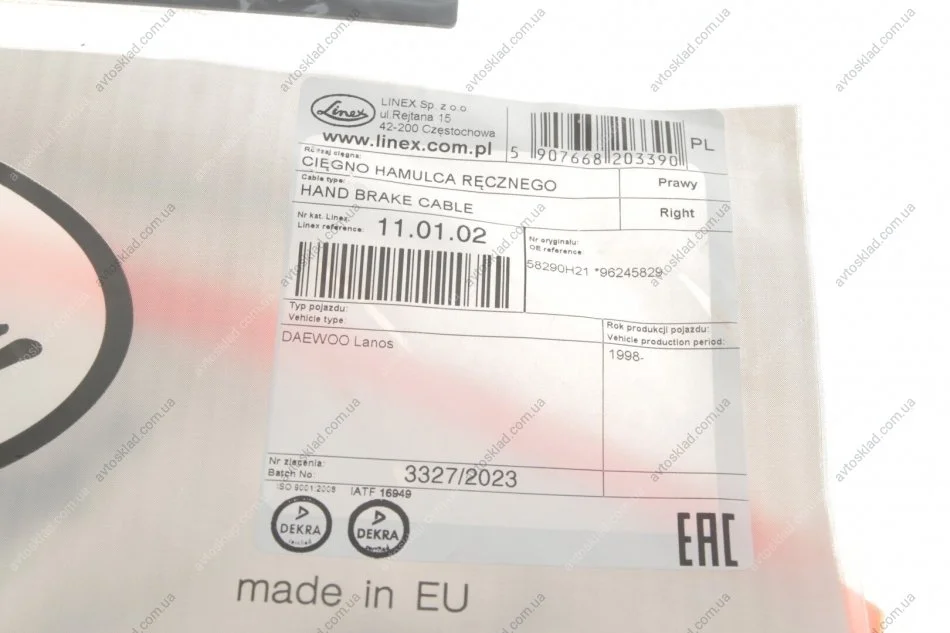 Linex
LINEX Sp. z o.o.
ul.Rejtana 15
42-200 Częstochowa
www.linex.com.pl
5 907668 203390
PL
Rodzaj cięgna:
CIĘGNO HAMULCA RĘCZNEGO
Prawy
Cable type:
HAND BRAKE CABLE
Right
Nr kat. Linex:
Linex reference:
11.01.02
Nr oryginału:
OE reference
58290H21 *96245829
Typ pojazdu:
Vehicle type:
Rok produkcji pojazdu:
Vehicle production period:
DAEWOO Lanos
1998-
Nr zlecenia:
Batch No:
3327/2023
ISO 9001:2008
IATF 16949
DEKRA
DEKRA
EAC
made in EU
avtosklad.com.ua